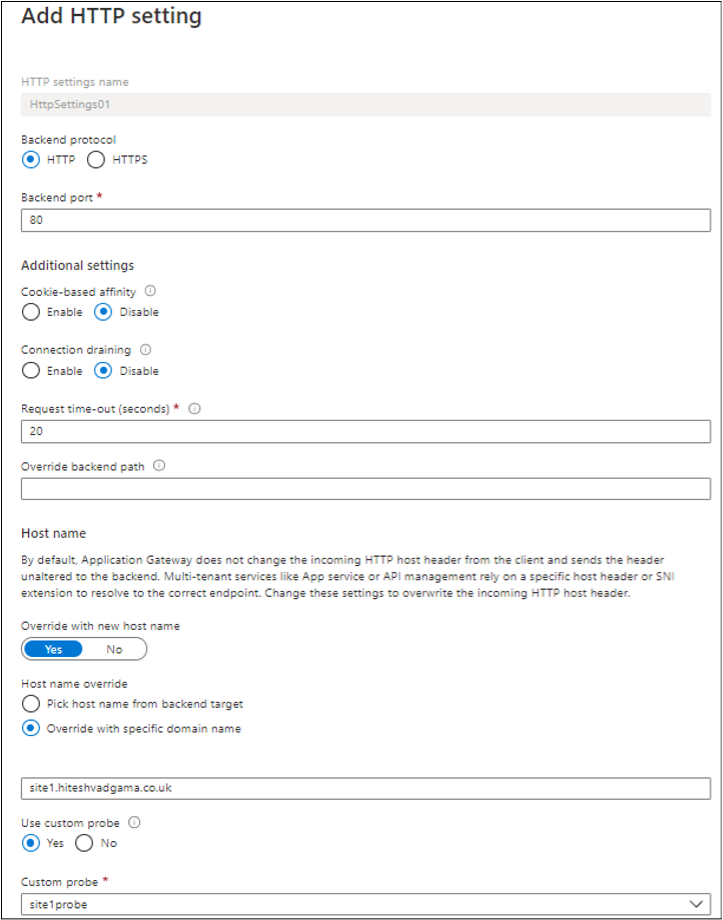 Add HTTP setting
HTTP settings name
HttpSettings01
Backend protocol
HTTP HTTPS
Backend port *
80
Additional settings
Cookie-based affinity
Enable Disable
Connection draining
Enable Disable
Request time-out (seconds) *
20
Override backend path
Host name
By default, Application Gateway does not change the incoming HTTP host header from the client and sends the header
unaltered to the backend. Multi-tenant services like App service or API management rely on a specific host header or SNI
extension to resolve to the correct endpoint. Change these settings to overwrite the incoming HTTP host header.
Override with new host name
Yes No
Host name override
Pick host name from backend target
Override with specific domain name
site1.hiteshvadgama.co.uk
Use custom probe
Yes No
Custom probe *
site1probe